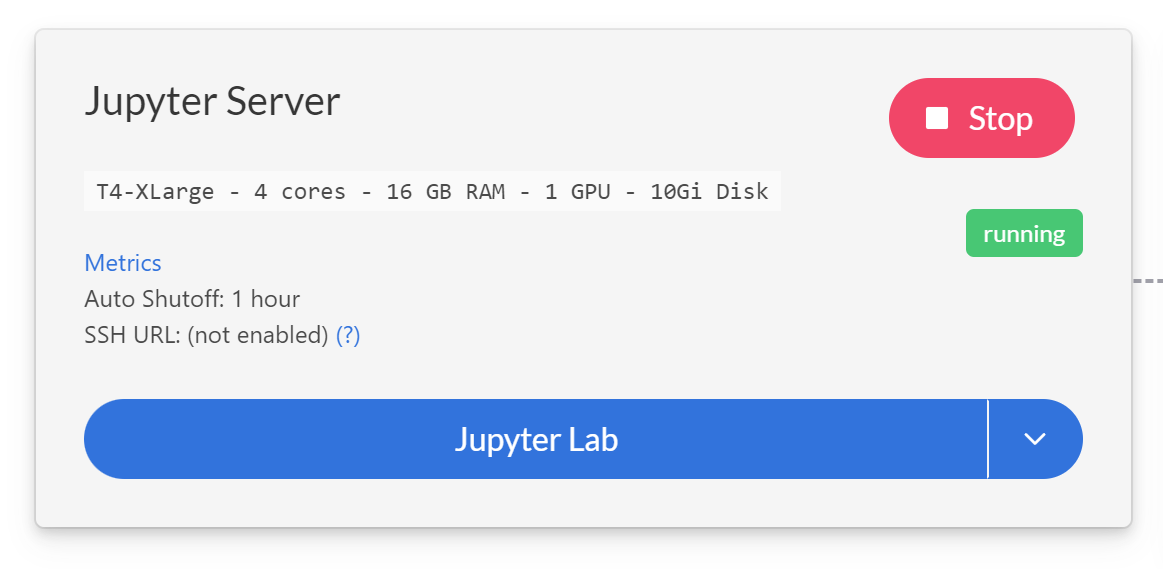 Jupyter Server
Stop
T4-XLarge - 4 cores - 16 GB RAM - 1 GPU - 10Gi Disk
running
Metrics
Auto Shutoff: 1 hour
SSH URL: (not enabled) (?)
Jupyter Lab